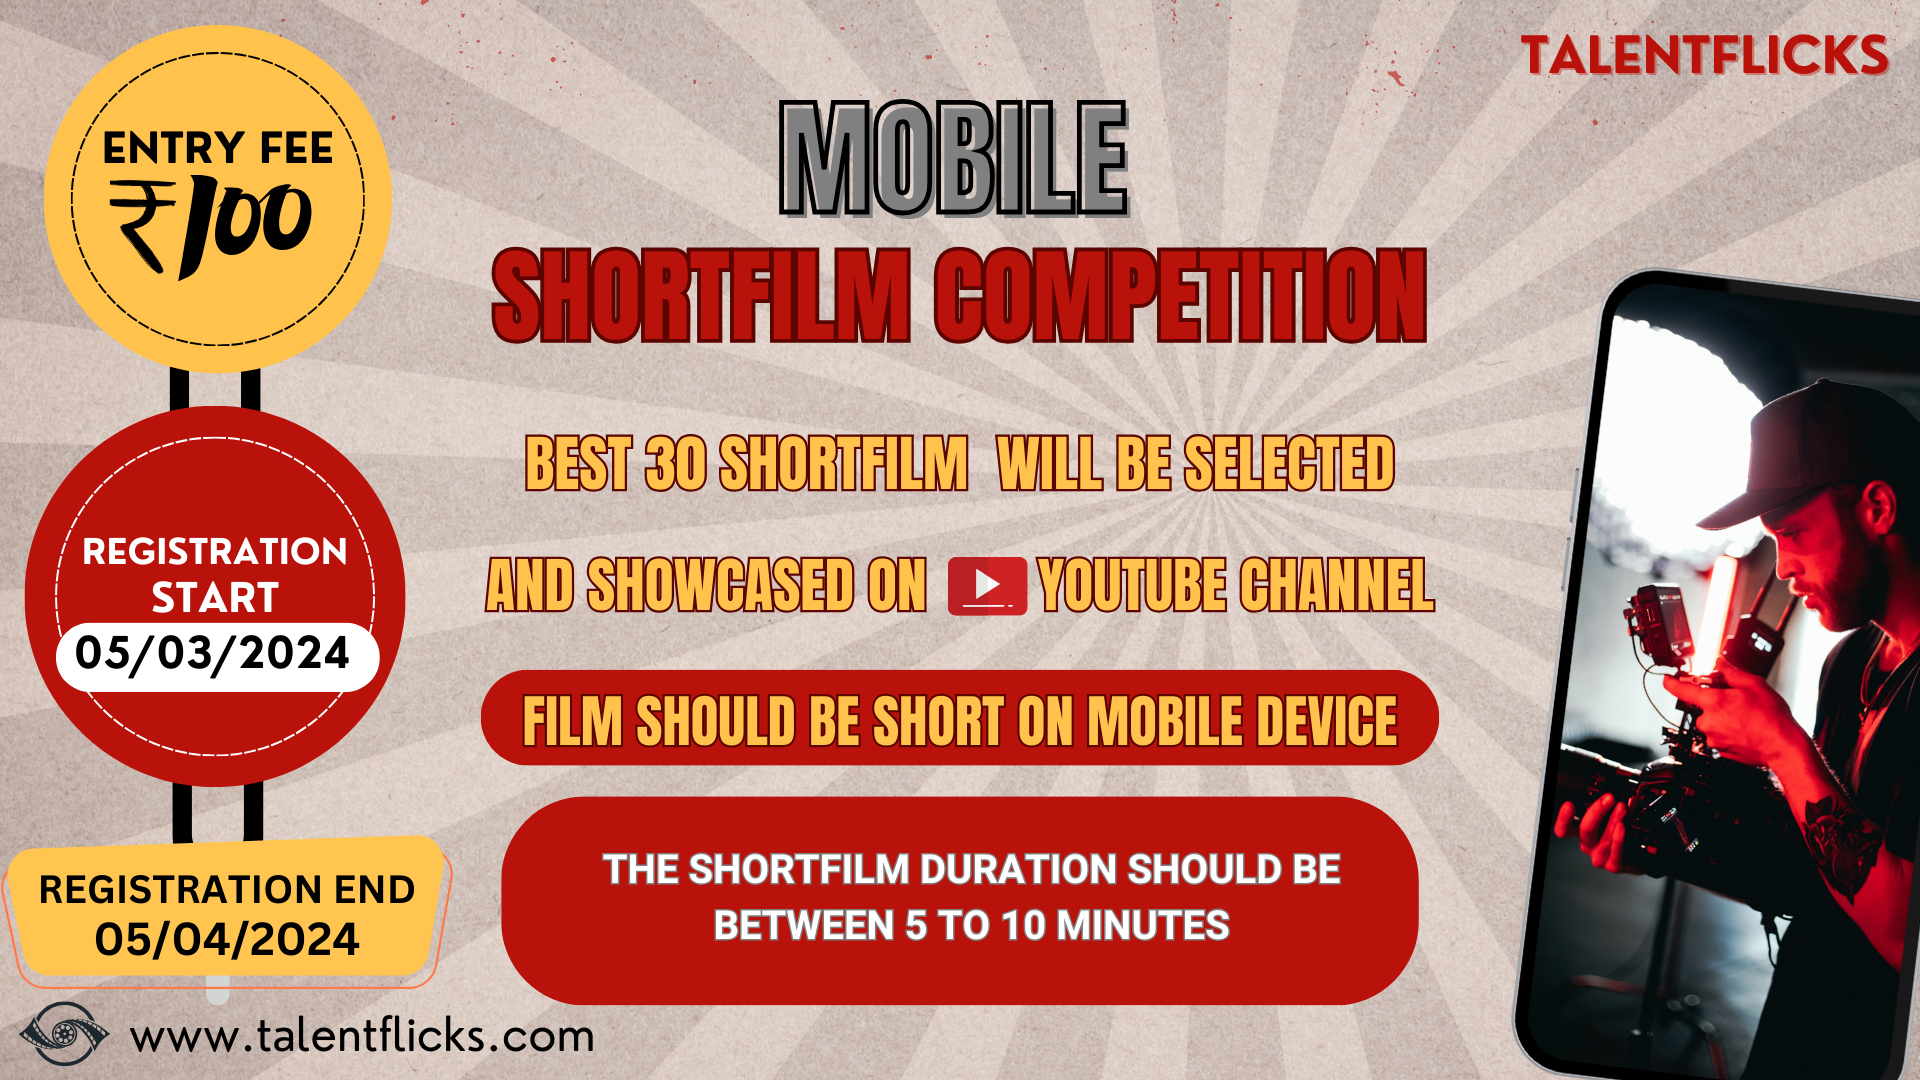 TALENTFLICKS
ENTRY FEE
₹100
REGISTRATION
START
05/03/2024
REGISTRATION END
05/04/2024
MOBILE
SHORTFILM COMPETITION
BEST 30 SHORTFILM WILL BE SELECTED
AND SHOWCASED ON YOUTUBE CHANNEL
FILM SHOULD BE SHORT ON MOBILE DEVICE
THE SHORTFILM DURATION SHOULD BE
BETWEEN 5 TO 10 MINUTES
www.talentflicks.com